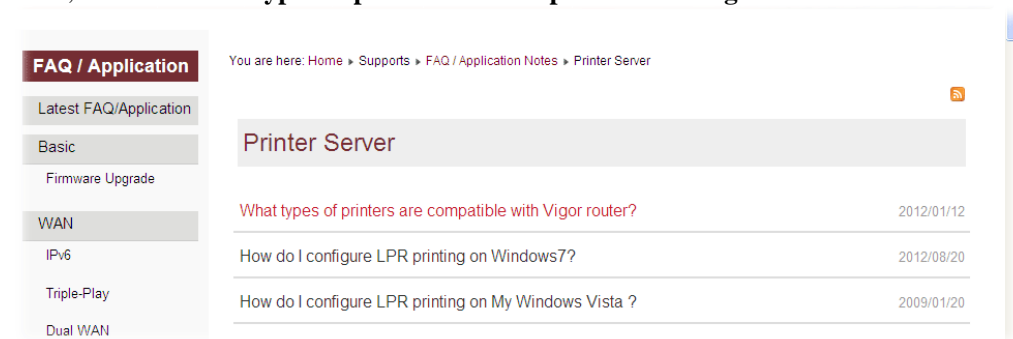 You are here: Home ▸ Supports ▸ FAQ / Application Notes ▸ Printer Server
FAQ / Application
Latest FAQ/Application
Basic
Firmware Upgrade
WAN
IPv6
Triple-Play
Dual WAN
Printer Server
What types of printers are compatible with Vigor router? 2012/01/12
How do I configure LPR printing on Windows7? 2012/08/20
How do I configure LPR printing on My Windows Vista ? 2009/01/20